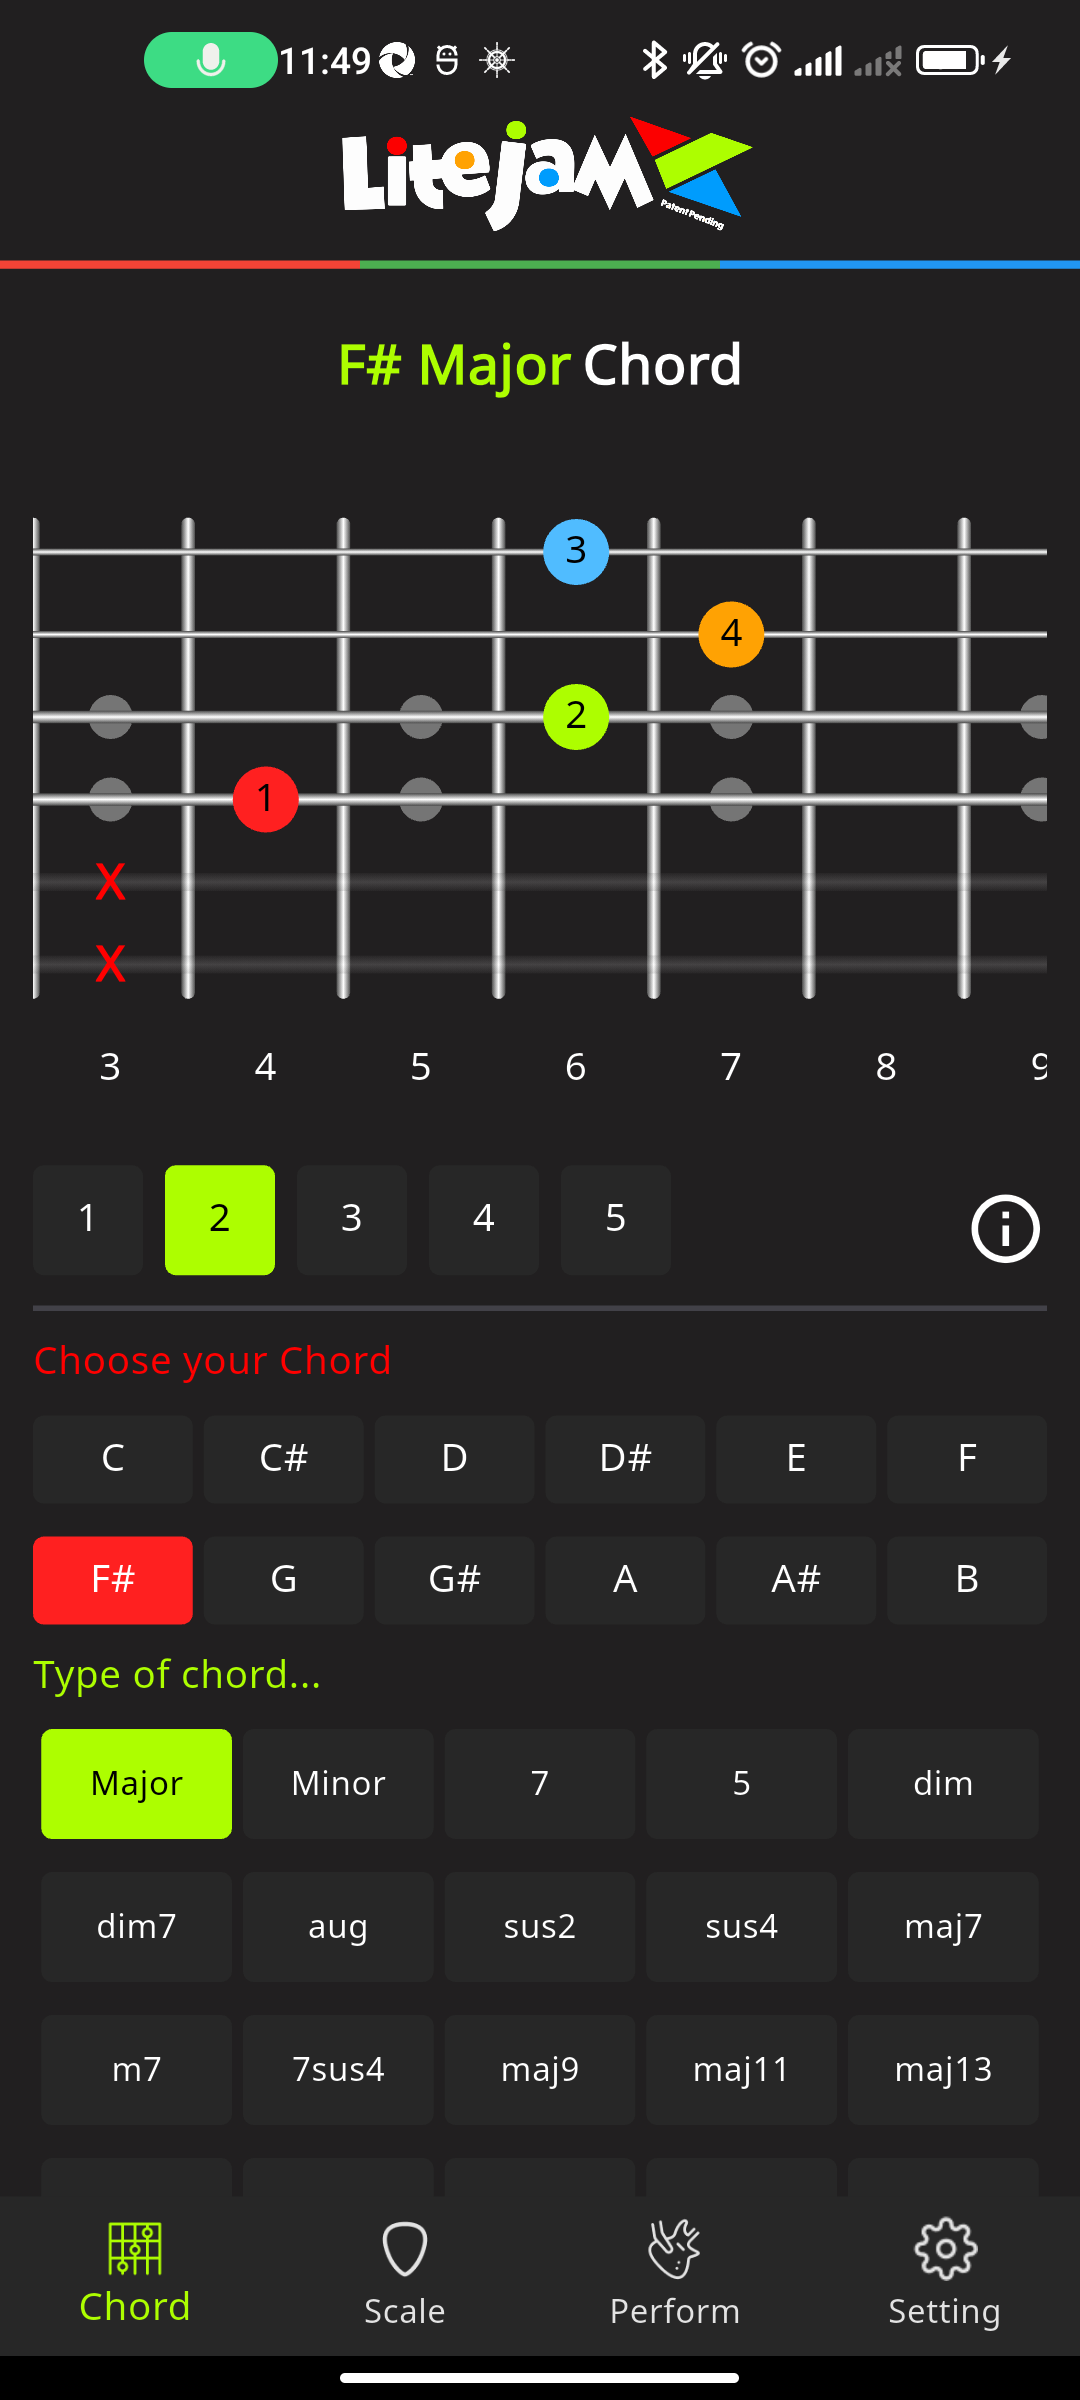 11:49
Litejam
Patent Pending
F# Major Chord
3
4
2
1
X
X
3 4 5 6 7 8 9
1 2 3 4 5
Choose your Chord
C C# D D# E F
F# G G# A A# B
Type of chord...
Major Minor 7 5 dim
dim7 aug sus2 sus4 maj7
m7 7sus4 maj9 maj11 maj13
Chord Scale Perform Setting